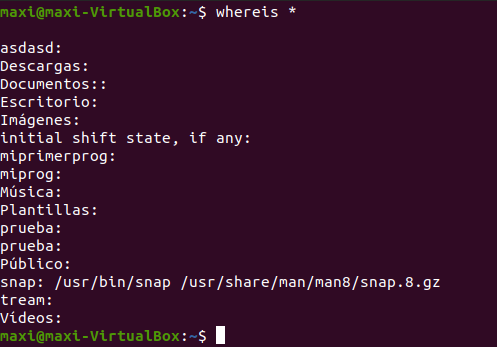 maxi@maxi-VirtualBox:~$ whereis *
asdasd:
Descargas:
Documentos::
Escritorio:
Imágenes:
initial shift state, if any:
miprimerprog:
miprog:
Música:
Plantillas:
prueba:
prueba:
Público:
snap: /usr/bin/snap /usr/share/man/man8/snap.8.gz
tream:
Vídeos:
maxi@maxi-VirtualBox:~$